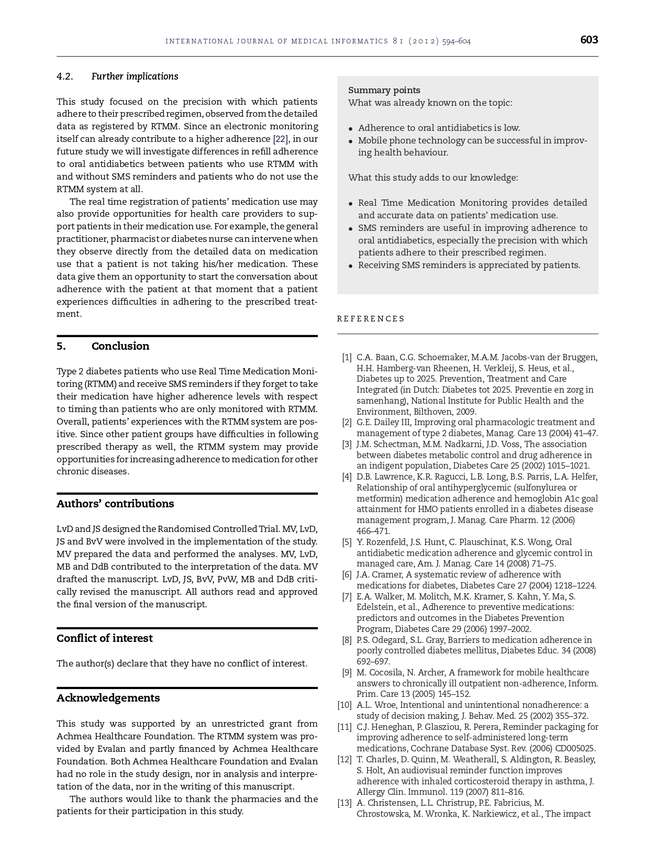 INTERNATIONAL JOURNAL OF MEDICAL INFORMATICS 81 (2012) 594–604
603
4.2. Further implications
This study focused on the precision with which patients
adhere to their prescribed regimen, observed from the detailed
data as registered by RTMM. Since an electronic monitoring
itself can already contribute to a higher adherence [22], in our
future study we will investigate differences in refill adherence
to oral antidiabetics between patients who use RTMM with
and without SMS reminders and patients who do not use the
RTMM system at all.
The real time registration of patients' medication use may
also provide opportunities for health care providers to sup-
port patients in their medication use. For example, the general
practitioner, pharmacist or diabetes nurse can intervene when
they observe directly from the detailed data on medication
use that a patient is not taking his/her medication. These
data give them an opportunity to start the conversation about
adherence with the patient at that moment that a patient
experiences difficulties in adhering to the prescribed treat-
ment.
5. Conclusion
Type 2 diabetes patients who use Real Time Medication Moni-
toring (RTMM) and receive SMS reminders if they forget to take
their medication have higher adherence levels with respect
to timing than patients who are only monitored with RTMM.
Overall, patients' experiences with the RTMM system are pos-
itive. Since other patient groups have difficulties in following
prescribed therapy as well, the RTMM system may provide
opportunities for increasing adherence to medication for other
chronic diseases.
Authors' contributions
LvD and JS designed the Randomised Controlled Trial. MV, LvD,
JS and BvV were involved in the implementation of the study.
MV prepared the data and performed the analyses. MV, LvD,
MB and DdB contributed to the interpretation of the data. MV
drafted the manuscript. LvD, JS, BvV, PvW, MB and DdB criti-
cally revised the manuscript. All authors read and approved
the final version of the manuscript.
Conflict of interest
The author(s) declare that they have no conflict of interest.
Acknowledgements
This study was supported by an unrestricted grant from
Achmea Healthcare Foundation. The RTMM system was pro-
vided by Evalan and partly financed by Achmea Healthcare
Foundation. Both Achmea Healthcare Foundation and Evalan
had no role in the study design, nor in analysis and interpre-
tation of the data, nor in the writing of this manuscript.
The authors would like to thank the pharmacies and the
patients for their participation in this study.
Summary points
What was already known on the topic:
• Adherence to oral antidiabetics is low.
• Mobile phone technology can be successful in improv-
ing health behaviour.
What this study adds to our knowledge:
• Real Time Medication Monitoring provides detailed
and accurate data on patients' medication use.
• SMS reminders are useful in improving adherence to
oral antidiabetics, especially the precision with which
patients adhere to their prescribed regimen.
• Receiving SMS reminders is appreciated by patients.
REFERENCES
[1] C.A. Baan, C.G. Schoemaker, M.A.M. Jacobs-van der Bruggen,
H.H. Hamberg-van Rheenen, H. Verkleij, S. Heus, et al.,
Diabetes up to 2025. Prevention, Treatment and Care
Integrated (in Dutch: Diabetes tot 2025. Preventie en zorg in
samenhang), National Institute for Public Health and the
Environment, Bilthoven, 2009.
[2] G.E. Dailey III, Improving oral pharmacologic treatment and
management of type 2 diabetes, Manag. Care 13 (2004) 41–47.
[3] J.M. Schectman, M.M. Nadkarni, J.D. Voss, The association
between diabetes metabolic control and drug adherence in
an indigent population, Diabetes Care 25 (2002) 1015–1021.
[4] D.B. Lawrence, K.R. Ragucci, L.B. Long, B.S. Parris, L.A. Helfer,
Relationship of oral antihyperglycemic (sulfonylurea or
metformin) medication adherence and hemoglobin A1c goal
attainment for HMO patients enrolled in a diabetes disease
management program, J. Manag. Care Pharm. 12 (2006)
466–471.
[5] Y. Rozenfeld, J.S. Hunt, C. Plauschinat, K.S. Wong, Oral
antidiabetic medication adherence and glycemic control in
managed care, Am. J. Manag. Care 14 (2008) 71–75.
[6] J.A. Cramer, A systematic review of adherence with
medications for diabetes, Diabetes Care 27 (2004) 1218–1224.
[7] E.A. Walker, M. Molitch, M.K. Kramer, S. Kahn, Y. Ma, S.
Edelstein, et al., Adherence to preventive medications:
predictors and outcomes in the Diabetes Prevention
Program, Diabetes Care 29 (2006) 1997–2002.
[8] P.S. Odegard, S.L. Gray, Barriers to medication adherence in
poorly controlled diabetes mellitus, Diabetes Educ. 34 (2008)
692–697.
[9] M. Cocosila, N. Archer, A framework for mobile healthcare
answers to chronically ill outpatient non-adherence, Inform.
Prim. Care 13 (2005) 145–152.
[10] A.L. Wroe, Intentional and unintentional nonadherence: a
study of decision making, J. Behav. Med. 25 (2002) 355–372.
[11] C.J. Heneghan, P. Glasziou, R. Perera, Reminder packaging for
improving adherence to self-administered long-term
medications, Cochrane Database Syst. Rev. (2006) CD005025.
[12] T. Charles, D. Quinn, M. Weatherall, S. Aldington, R. Beasley,
S. Holt, An audiovisual reminder function improves
adherence with inhaled corticosteroid therapy in asthma, J.
Allergy Clin. Immunol. 119 (2007) 811–816.
[13] A. Christensen, L.L. Christrup, P.E. Fabricius, M.
Chrostowska, M. Wronka, K. Narkiewicz, et al., The impact